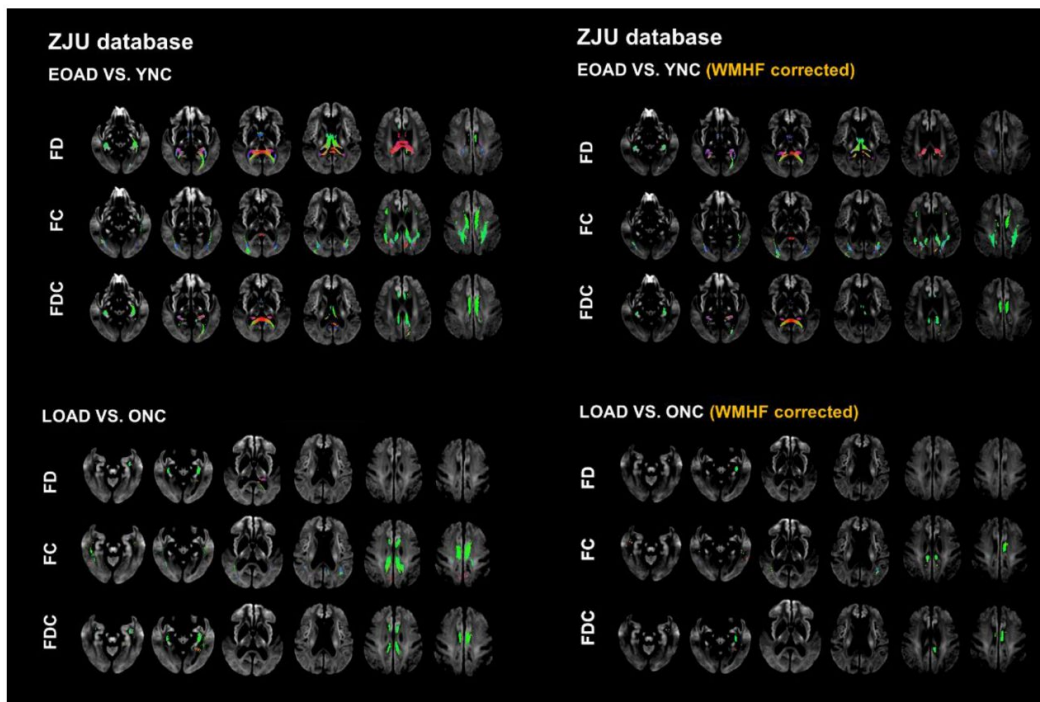 ZJU database
EOAD VS. YNC
FD
FC
FDC
ZJU database
EOAD VS. YNC (WMHF corrected)
FD
FC
FDC
LOAD VS. ONC
FD
FC
FDC
LOAD VS. ONC (WMHF corrected)
FD
FC
FDC